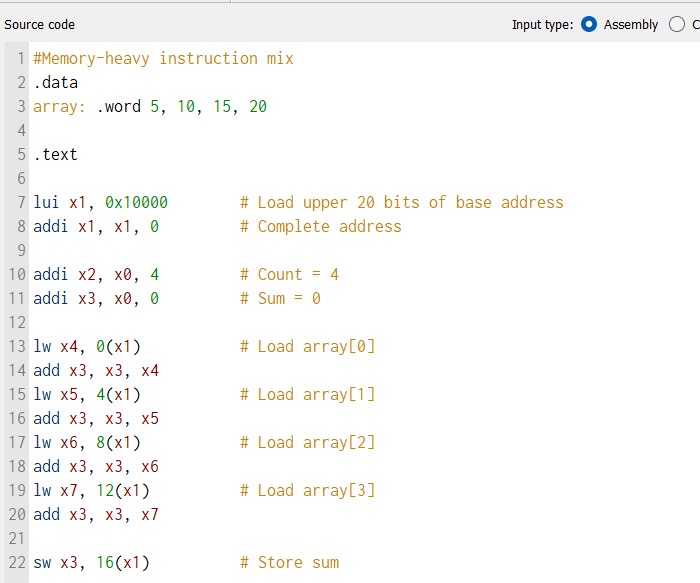 Source code Input type: Assembly C
1 #Memory-heavy instruction mix
2 .data
3 array: .word 5, 10, 15, 20
4
5 .text
6
7 lui x1, 0x10000 # Load upper 20 bits of base address
8 addi x1, x1, 0 # Complete address
9
10 addi x2, x0, 4 # Count = 4
11 addi x3, x0, 0 # Sum = 0
12
13 lw x4, 0(x1) # Load array[0]
14 add x3, x3, x4
15 lw x5, 4(x1) # Load array[1]
16 add x3, x3, x5
17 lw x6, 8(x1) # Load array[2]
18 add x3, x3, x6
19 lw x7, 12(x1) # Load array[3]
20 add x3, x3, x7
21
22 sw x3, 16(x1) # Store sum